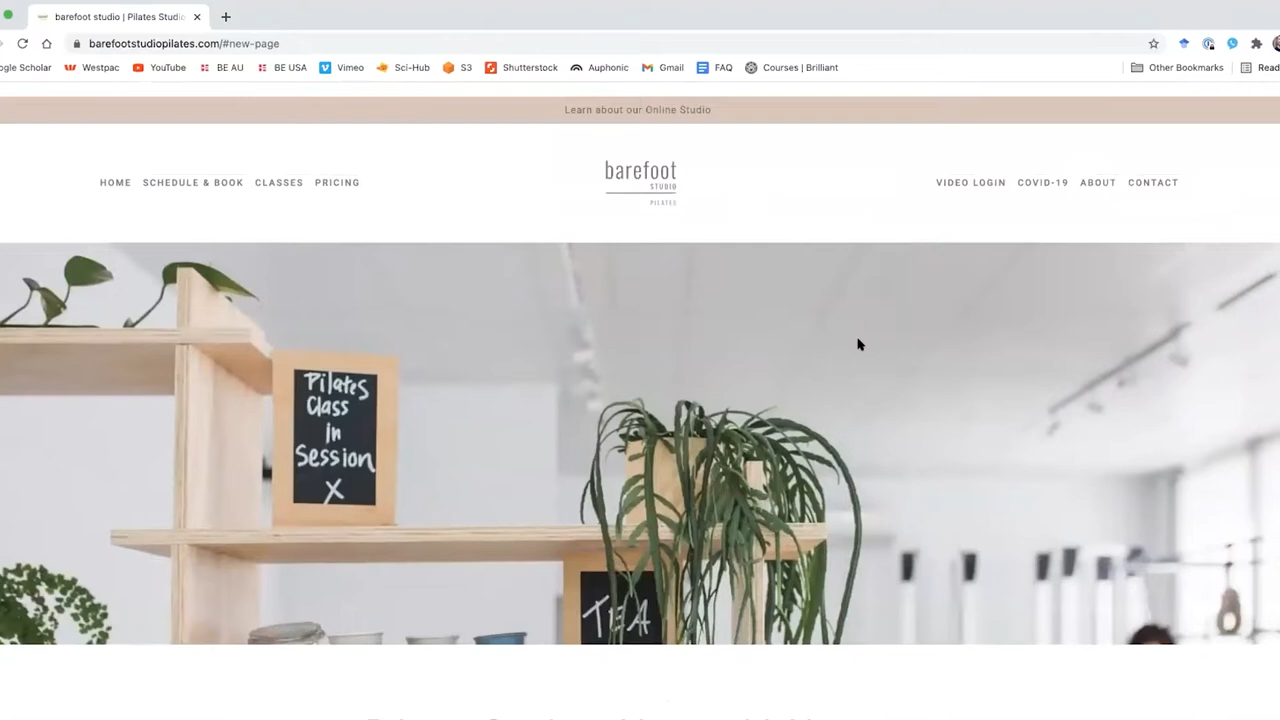 barefoot studio | Pilates Studio
barefootstudiopilates.com/#new-page
ogle Scholar Westpac YouTube BE AU BE USA Vimeo Sci-Hub S3 Shutterstock Auphonic Gmail FAQ Courses | Brilliant Other Bookmarks Read
Learn about our Online Studio
HOME SCHEDULE & BOOK CLASSES PRICING
barefoot
STUDIO
PILATES
VIDEO LOGIN COVID-19 ABOUT CONTACT
Pilates
Class
in
Session
X
TEA